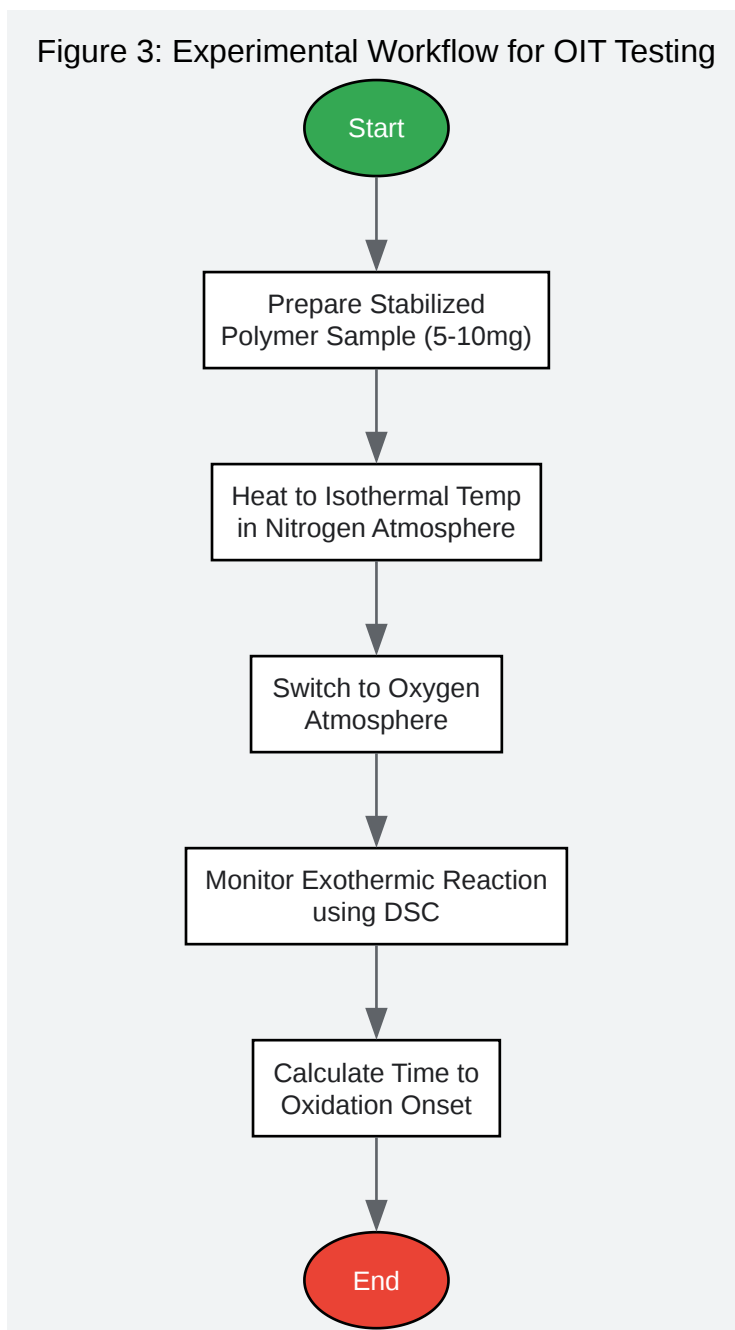 Figure 3: Experimental Workflow for OIT Testing
Start
Prepare Stabilized
Polymer Sample (5-10mg)
Heat to Isothermal Temp
in Nitrogen Atmosphere
Switch to Oxygen
Atmosphere
Monitor Exothermic Reaction
using DSC
Calculate Time to
Oxidation Onset
End